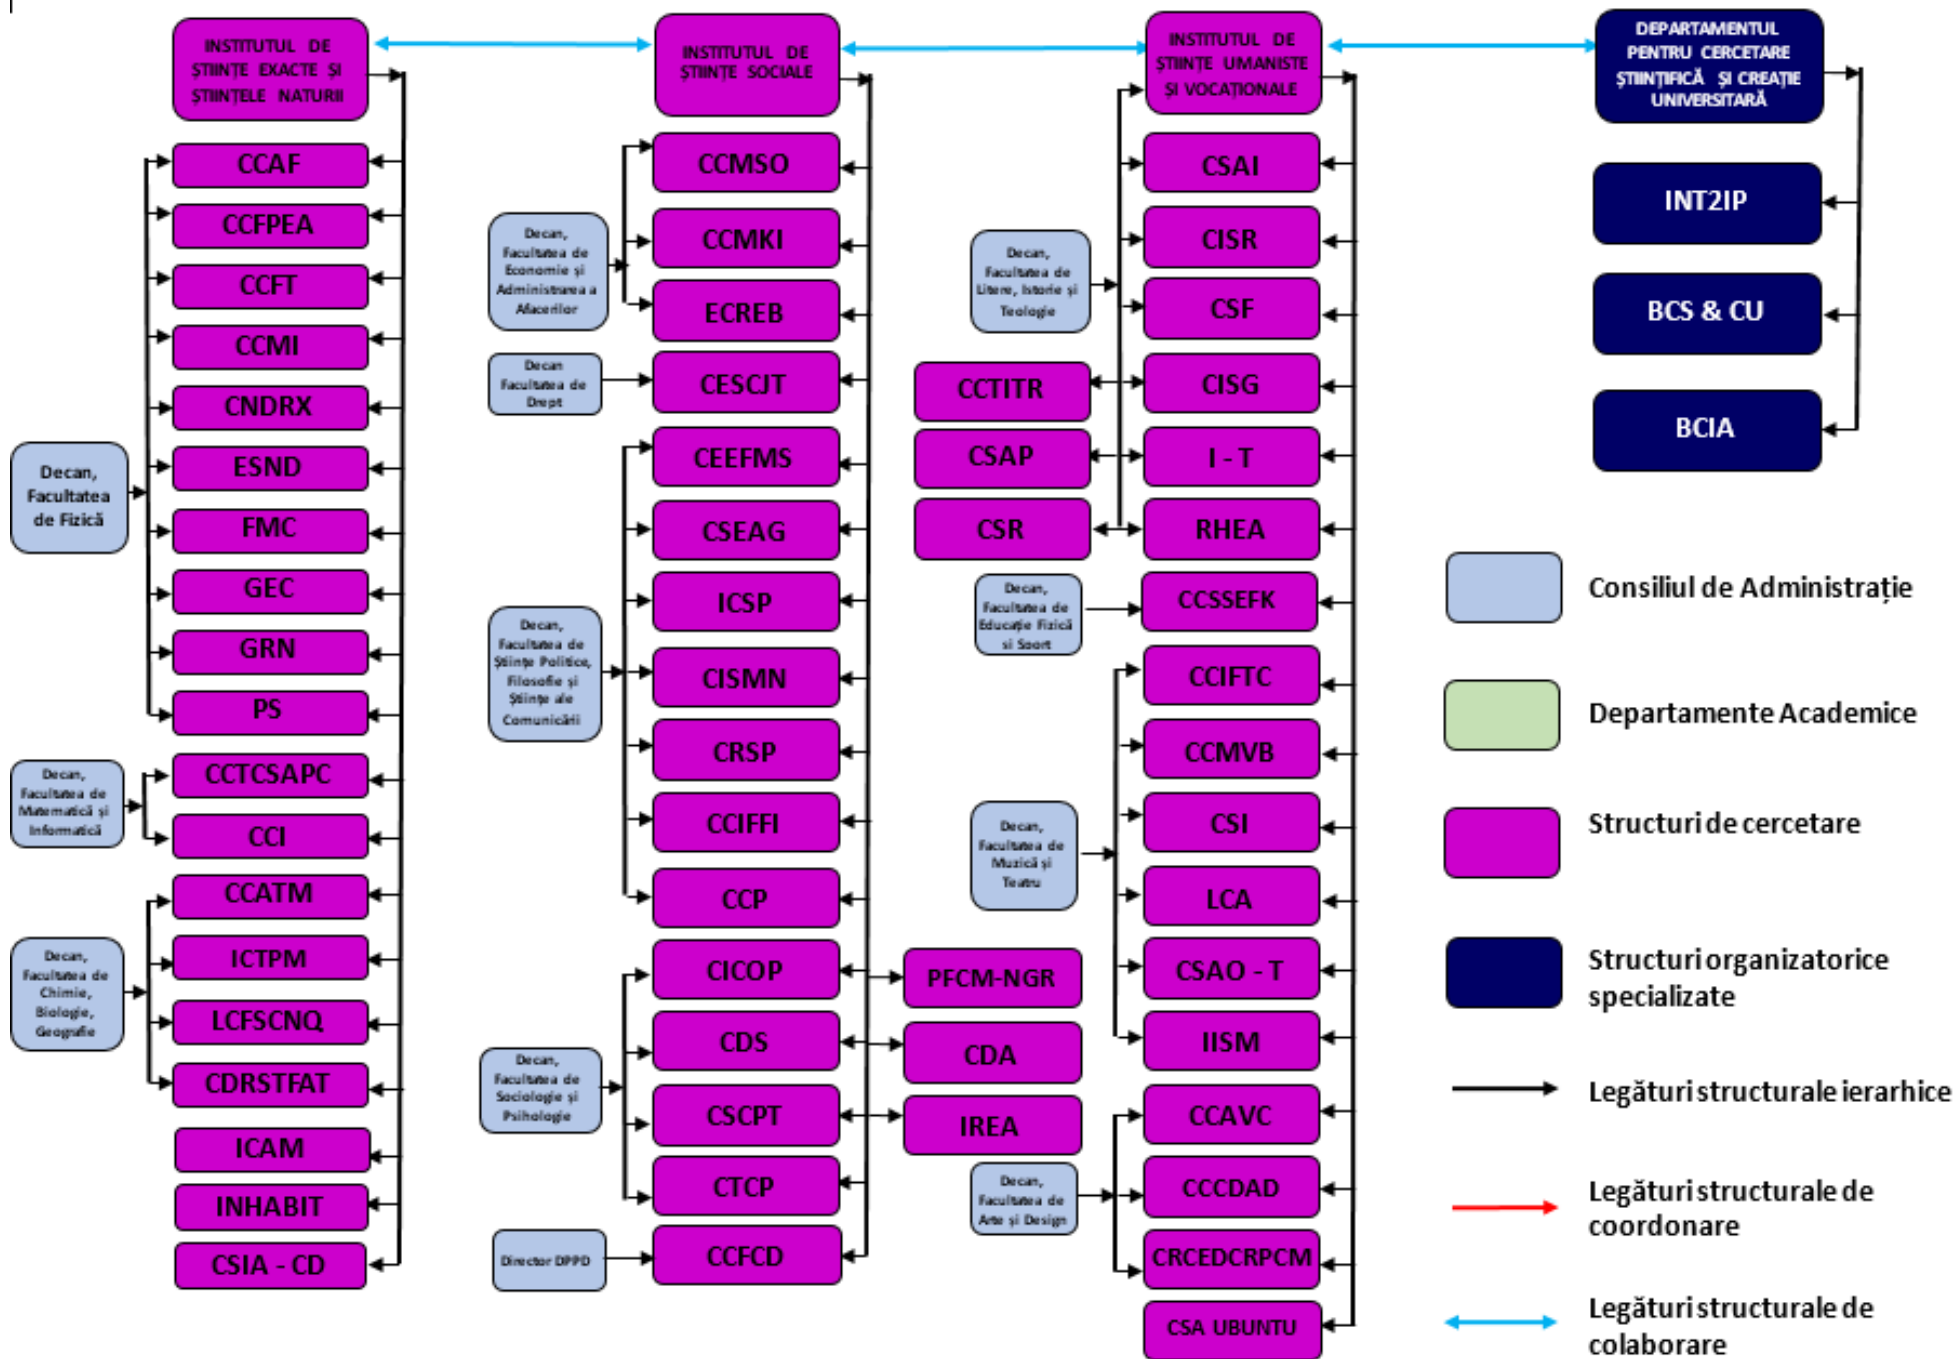 INSTITUTUL DE
ȘTIINȚE EXACTE ȘI
ȘTIINȚELE NATURII
CCAF
CCFPEA
CCFT
CCMI
CNDRX
ESND
FMC
GEC
GRN
PS
CCTCSAPC
CCI
CCATM
ICTPM
LCFSCNQ
CDRSTFAT
ICAM
INHABIT
CSIA - CD
Decan,
Facultatea
de Fizică
Decan,
Facultatea de
Matematică și
Informatică
Decan,
Facultatea de
Chimie,
Biologie,
Geografie
INSTITUTUL DE
ȘTIINȚE SOCIALE
CCMSO
CCMKI
ECREB
CESCJT
CEEFMS
CSEAG
ICSP
CISMN
CRSP
CCIFFI
CCP
CICOP
CDS
CSCPT
CTCP
CCFCD
Decan,
Facultatea de
Economie și
Administrarea a
Afacerilor
Decan
Facultatea de
Drept
Decan,
Facultatea de
Științe Politice,
Filosofie și
Științe ale
Comunicării
Decan,
Facultatea de
Sociologie și
Psihologie
Director DPPD
PFCM-NGR
CDA
IREA
INSTITUTUL DE
ȘTIINȚE UMANISTE
ȘI VOCAȚIONALE
CSAI
CISR
CSF
CISG
I - T
RHEA
CCSSEFK
CCIFTC
CCMVB
CSI
LCA
CSAO - T
IISM
CCAVC
CCCDAD
CRCEDCRPCM
CSA UBUNTU
Decan,
Facultatea de
Litere, Istorie și
Teologie
CCTITR
CSAP
CSR
Decan,
Facultatea de
Educație Fizică
si Soort
Decan,
Facultatea de
Muzică și
Teatru
Decan,
Facultatea de
Arte și Design
DEPARTAMENTUL
PENTRU CERCETARE
ȘTIINȚIFICĂ ȘI CREAȚIE
UNIVERSITARĂ
INT2IP
BCS & CU
BCIA
Consiliul de Administrație
Departamente Academice
Structuri de cercetare
Structuri organizatorice
specializate
Legături structurale ierarhice
Legături structurale de
coordonare
Legături structurale de
colaborare